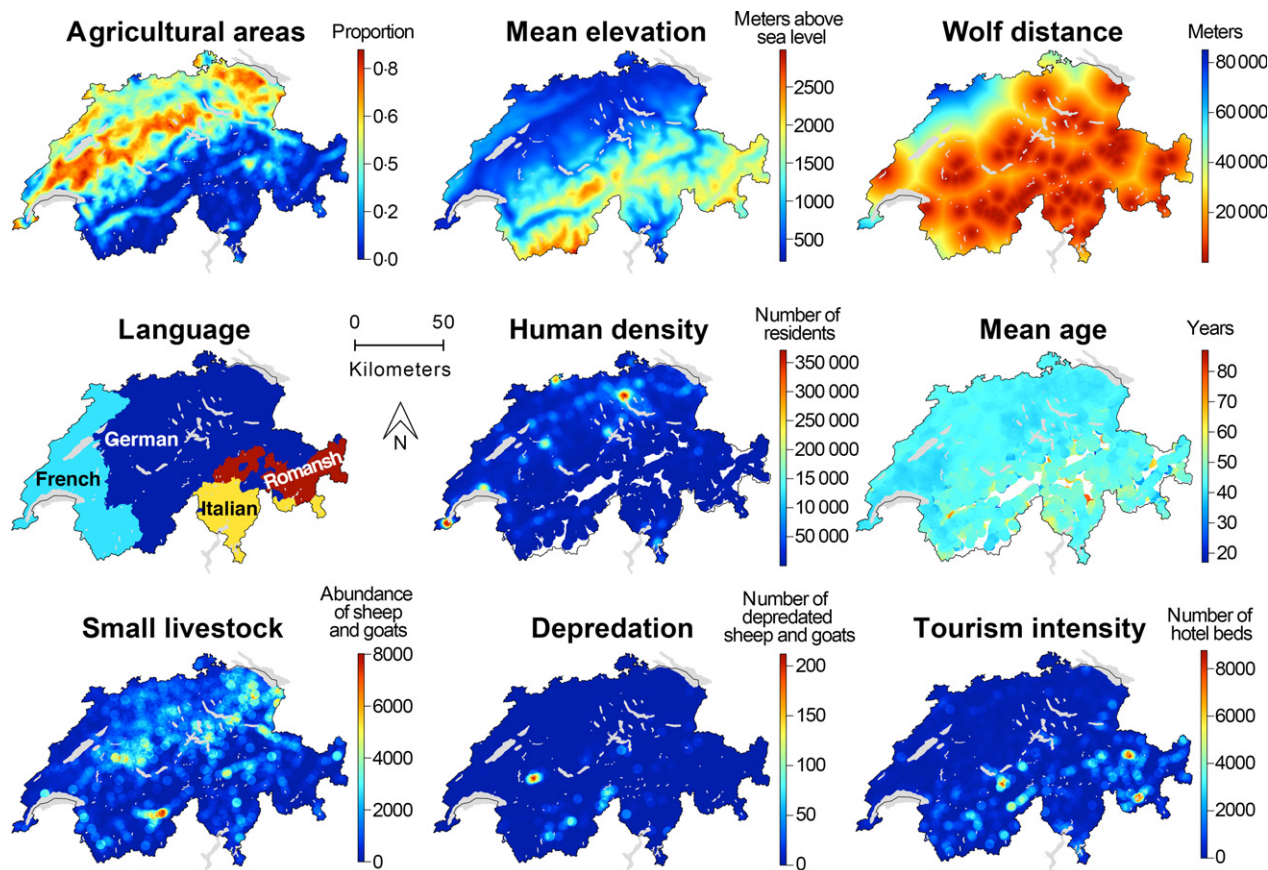 Agricultural areas
Proportion
0·8
0·6
0·4
0·2
0·0
Mean elevation
Meters above
sea level
2500
2000
1500
1000
500
Wolf distance
Meters
80 000
60 000
40 000
20 000
Language
German
French
Romansh
Italian
0 50
Kilometers
N
Human density
Number of
residents
350 000
300 000
250 000
200 000
15 000
100 000
50 000
Mean age
Years
80
70
60
50
40
30
20
Small livestock
Abundance
of sheep
and goats
8000
6000
4000
2000
0
Depredation
Number of
depredated
sheep and goats
200
150
100
50
0
Tourism intensity
Number of
hotel beds
8000
6000
4000
2000
0